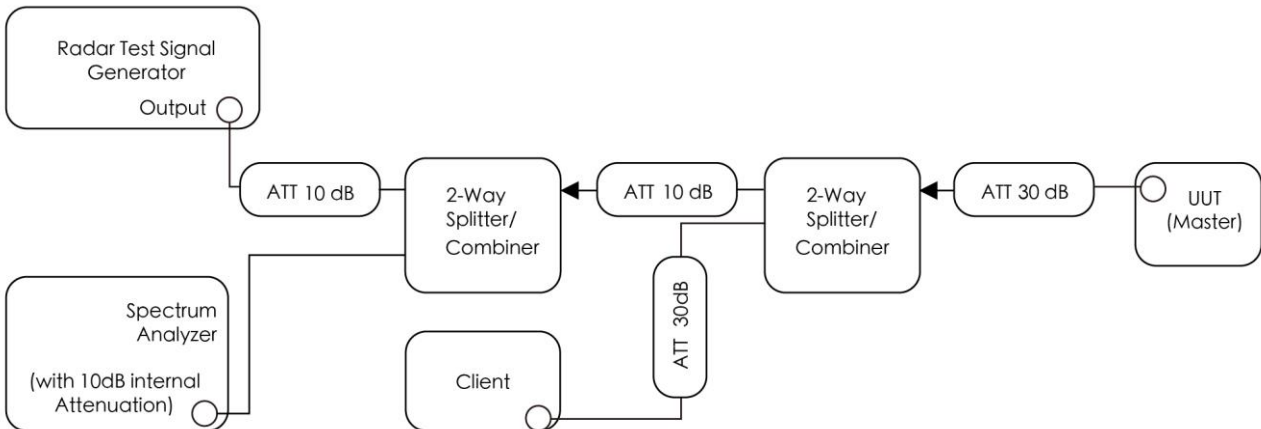 Radar Test Signal
Generator
Output
ATT 10 dB
2-Way
Splitter/
Combiner
ATT 10 dB
2-Way
Splitter/
Combiner
ATT 30 dB
UUT
(Master)
Spectrum
Analyzer
(with 10dB internal
Attenuation)
Client
ATT 30dB